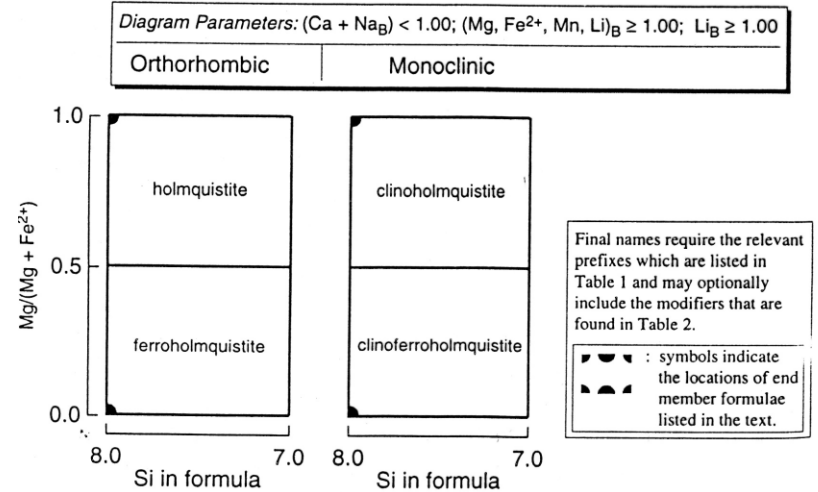 Diagram Parameters: (Ca + NaB) < 1.00; (Mg, Fe2+, Mn, Li)B ≥ 1.00; LiB ≥ 1.00
Orthorhombic
Monoclinic
Mg/(Mg + Fe2+)
1.0
0.5
0.0
holmquistite
ferroholmquistite
8.0
7.0
Si in formula
clinoholmquistite
clinoferroholmquistite
8.0
7.0
Si in formula
Final names require the relevant
prefixes which are listed in
Table 1 and may optionally
include the modifiers that are
found in Table 2.
: symbols indicate
the locations of end
member formulae
listed in the text.